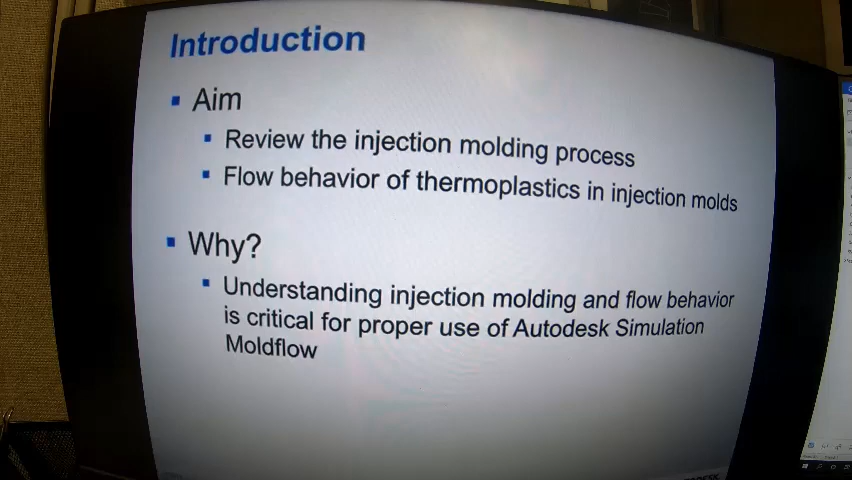 Introduction
Aim
Review the injection molding process
Flow behavior of thermoplastics in injection molds
Why?
Understanding injection molding and flow behavior
is critical for proper use of Autodesk Simulation
Moldflow